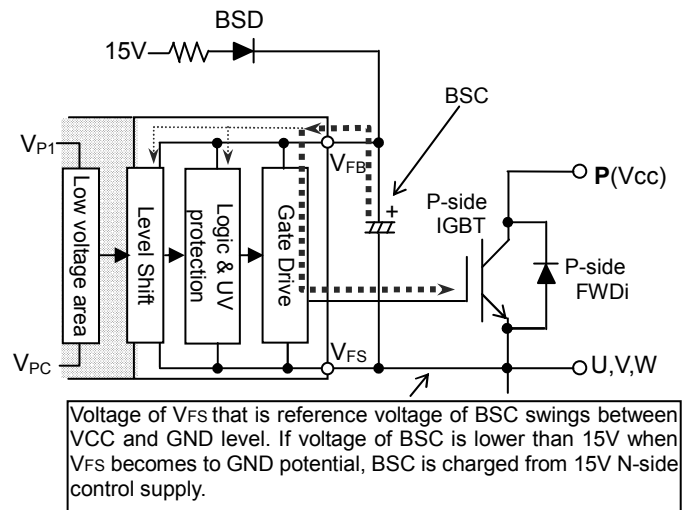 BSD
15V
BSC
VP1
VFB
+
P(Vcc)
P-side
IGBT
Low voltage area
Level Shift
Logic & UV
protection
Gate Drive
P-side
FWDi
VPC
VFS
U,V,W
Voltage of VFS that is reference voltage of BSC swings between
VCC and GND level. If voltage of BSC is lower than 15V when
VFS becomes to GND potential, BSC is charged from 15V N-side
control supply.